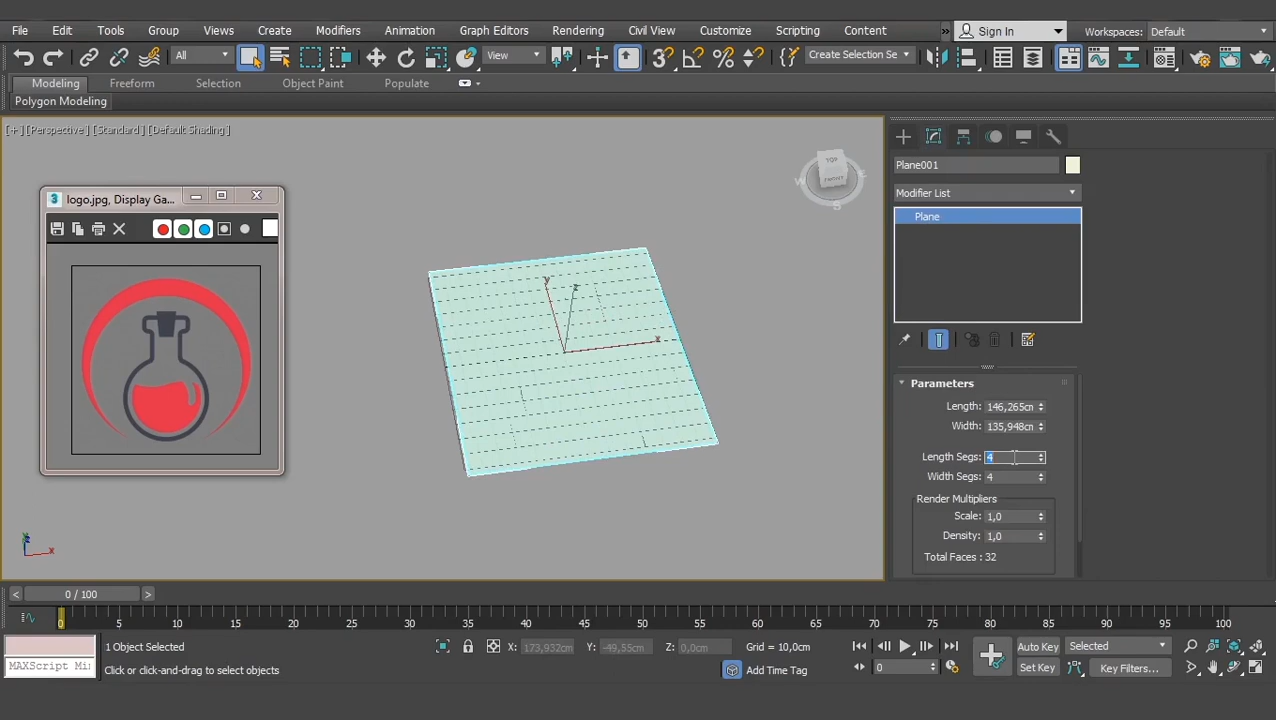 File Edit Tools Group Views Create Modifiers Animation Graph Editors Rendering Civil View Customize Scripting Content » Sign In Workspaces: Default
All View Create Selection Se
Modeling Freeform Selection Object Paint Populate
Polygon Modeling
[+] [Perspective] [Standard] [Default Shading]
3 logo.jpg, Display Ga...
TOP
FRONT
W
E
S
y
z
x
x
Plane001
Modifier List
Plane
Parameters
Length: 146,265cm
Width: 135,948cm
Length Segs: 4
Width Segs: 4
Render Multipliers
Scale: 1,0
Density: 1,0
Total Faces : 32
< 0 / 100 >
0 5 10 15 20 25 30 35 40 45 50 55 60 65 70 75 80 85 90 95 100
1 Object Selected X: 173,932cm Y: -49,55cm Z: 0,0cm Grid = 10,0cm Auto Key Selected
MAXScript Mi
Click or click-and-drag to select objects Add Time Tag 0 Set Key Key Filters...